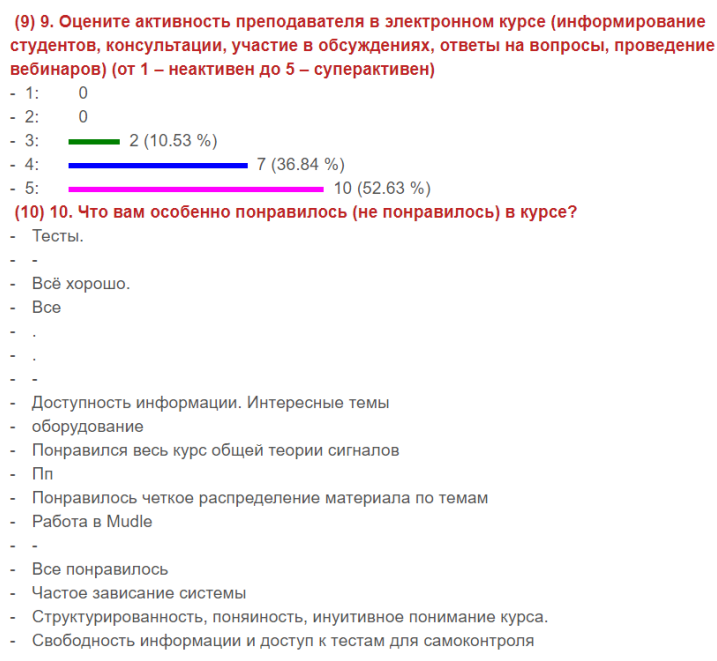 (9) 9. Оцените активность преподавателя в электронном курсе (информирование
студентов, консультации, участие в обсуждениях, ответы на вопросы, проведение
вебинаров) (от 1 – неактивен до 5 – суперактивен)
- 1: 0
- 2: 0
- 3: 2 (10.53 %)
- 4: 7 (36.84 %)
- 5: 10 (52.63 %)
(10) 10. Что вам особенно понравилось (не понравилось) в курсе?
- Тесты.
- -
- Всё хорошо.
- Все
- .
- .
- -
- Доступность информации. Интересные темы
- оборудование
- Понравился весь курс общей теории сигналов
- Пп
- Понравилось четкое распределение материала по темам
- Работа в Mudle
- -
- Все понравилось
- Частое зависание системы
- Структурированность, поняиность, инуитивное понимание курса.
- Свободность информации и доступ к тестам для самоконтроля